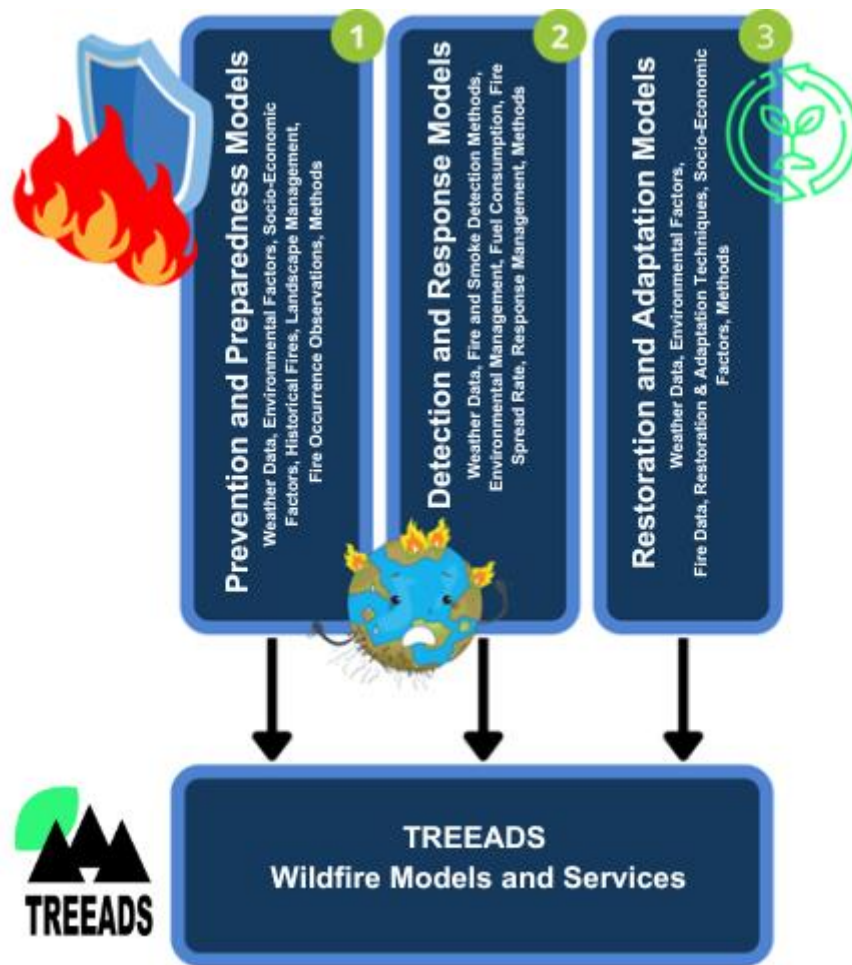 1
Prevention and Preparedness Models
Weather Data, Environmental Factors, Socio-Economic
Factors, Historical Fires, Landscape Management,
Fire Occurrence Observations, Methods
2
Detection and Response Models
Weather Data, Fire and Smoke Detection Methods,
Environmental Management, Fuel Consumption, Fire
Spread Rate, Response Management, Methods
3
Restoration and Adaptation Models
Weather Data, Environmental Factors,
Fire Data, Restoration & Adaption Techniques, Socio-Economic
Factors, Methods
TREEADS
Wildfire Models and Services
TREEADS